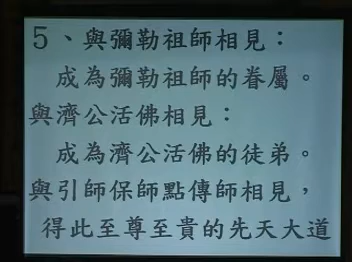 5、與彌勒祖師相見：
成為彌勒祖師的眷屬。
與濟公活佛相見：
成為濟公活佛的徒弟。
與引師保師點傳師相見，
得此至尊至貴的先天大道